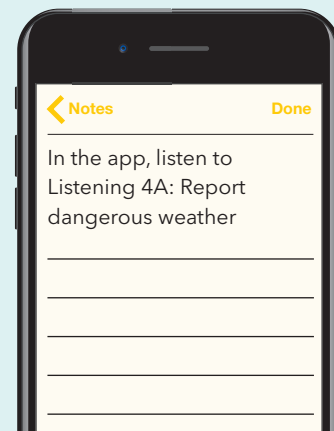 Notes Done
In the app, listen to
Listening 4A: Report
dangerous weather